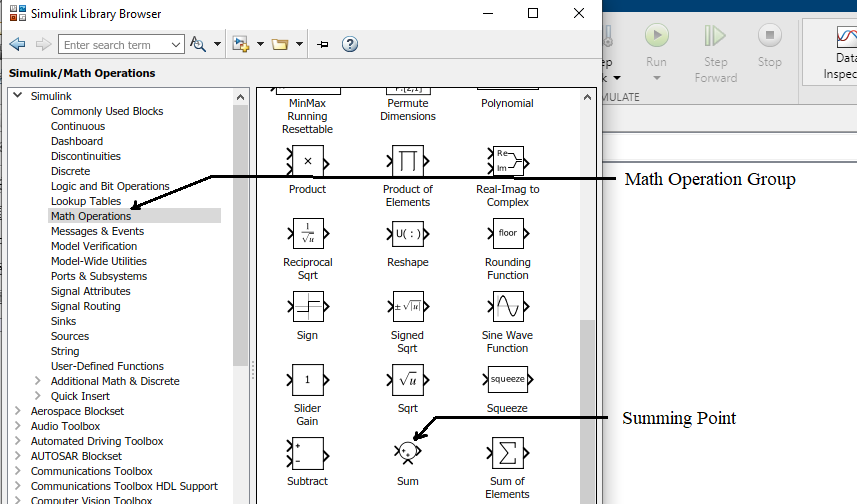 Simulink Library Browser
Enter search term
Simulink/Math Operations
Simulink
Commonly Used Blocks
Continuous
Dashboard
Discontinuities
Discrete
Logic and Bit Operations
Lookup Tables
Math Operations
Messages & Events
Model Verification
Model-Wide Utilities
Ports & Subsystems
Signal Attributes
Signal Routing
Sinks
Sources
String
User-Defined Functions
Additional Math & Discrete
Quick Insert
Aerospace Blockset
Audio Toolbox
Automated Driving Toolbox
AUTOSAR Blockset
Communications Toolbox
Communications Toolbox HDL Support
Computer Vision Toolbox
MinMax
Running
Resettable
Permute
Dimensions
Polynomial
×
Re
Im
Product
Product of
Elements
Real-Imag to
Complex
1
√u
U( : )
floor
Reciprocal
Sqrt
Reshape
Rounding
Function
±√|u|
Sign
Signed
Sqrt
Sine Wave
Function
1
√u
squeeze
Slider
Gain
Sqrt
Squeeze
+
−
+
+
Σ
Subtract
Sum
Sum of
Elements
Run
Step
Forward
Stop
Data
Inspec
MULATE
Math Operation Group
Summing Point